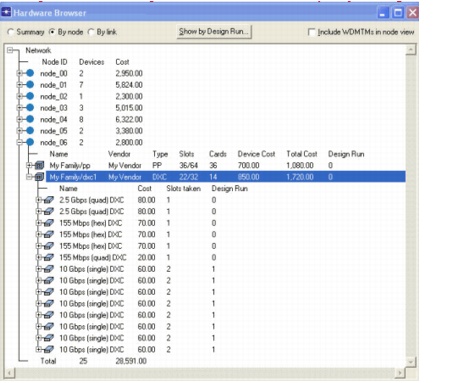 Hardware Browser
Summary By node By link Show by Design Run... Include WDMTMs in node view
Network
Node ID Devices Cost
node_00 2 2,950.00
node_01 7 5,824.00
node_02 1 2,300.00
node_03 3 5,015.00
node_04 8 6,322.00
node_05 2 3,380.00
node_06 2 2,800.00
Name Vendor Type Slots Cards Device Cost Total Cost Design Run
My Family/pp My Vendor PP 36/64 36 700.00 1,080.00 0
My Family/dxc1 My Vendor DXC 22/32 14 850.00 1,720.00 0
Name Cost Slots taken Design Run
2.5 Gbps (quad) DXC 80.00 1 0
2.5 Gbps (quad) DXC 80.00 1 0
155 Mbps (hex) DXC 70.00 1 0
155 Mbps (hex) DXC 70.00 1 0
155 Mbps (hex) DXC 70.00 1 0
155 Mbps (quad) DXC 20.00 1 0
10 Gbps (single) DXC 60.00 2 1
10 Gbps (single) DXC 60.00 2 1
10 Gbps (single) DXC 60.00 2 1
10 Gbps (single) DXC 60.00 2 1
10 Gbps (single) DXC 60.00 2 1
10 Gbps (single) DXC 60.00 2 1
10 Gbps (single) DXC 60.00 2 1
10 Gbps (single) DXC 60.00 2 1
Total 25 28,591.00